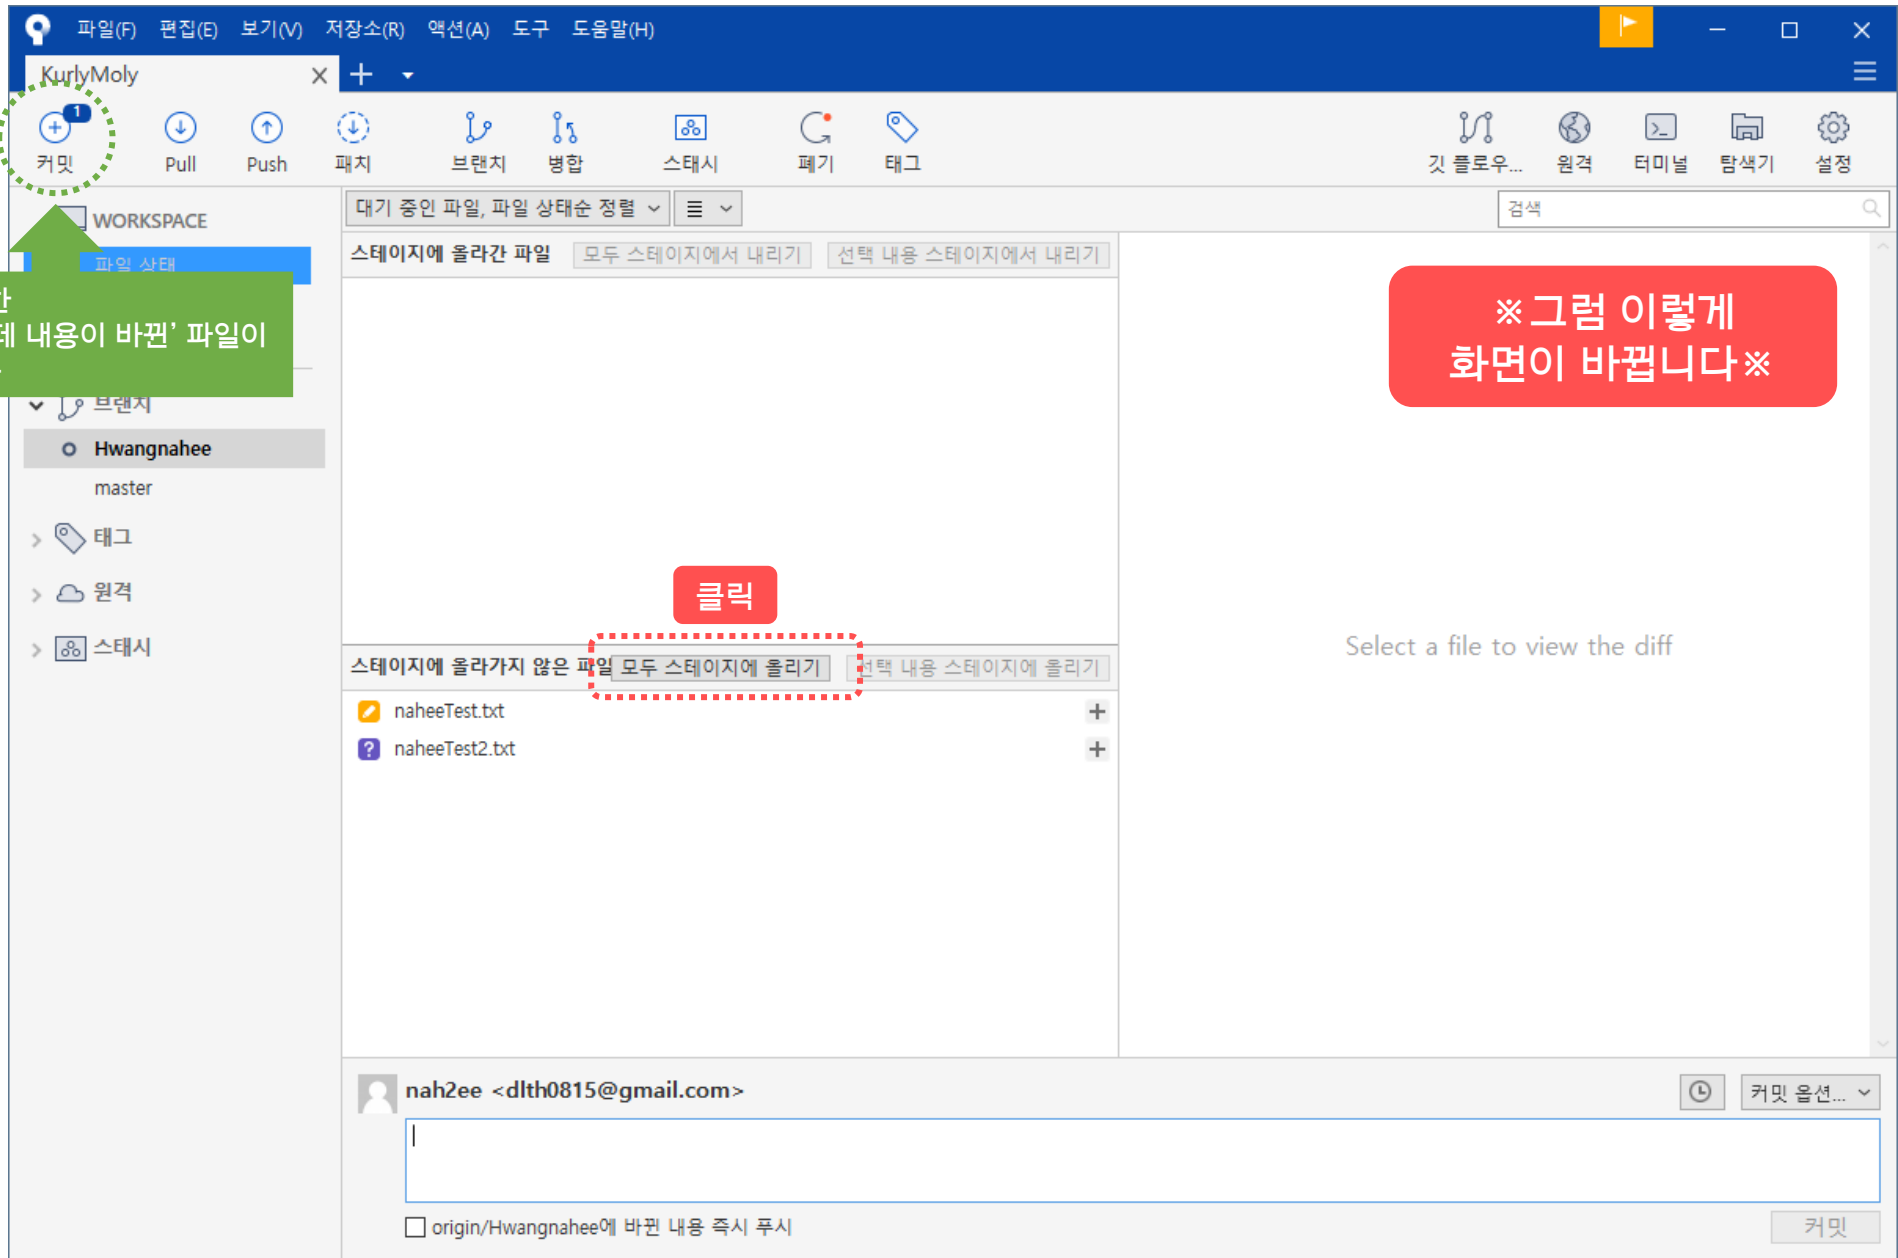 파일(F) 편집(E) 보기(V) 저장소(R) 액션(A) 도구 도움말(H)
KurlyMoly
1
커밋 Pull Push 패치 브랜치 병합 스태시 폐기 태그 깃 플로우... 원격 터미널 탐색기 설정
WORKSPACE
파일 상태
데 내용이 바뀐’ 파일이
브랜치
Hwangnahee
master
태그
원격
스태시
대기 중인 파일, 파일 상태순 정렬
검색
스테이지에 올라간 파일 모두 스테이지에서 내리기 선택 내용 스테이지에서 내리기
※그럼 이렇게
화면이 바뀝니다※
클릭
스테이지에 올라가지 않은 파일 모두 스테이지에 올리기 선택 내용 스테이지에 올리기
naheeTest.txt
naheeTest2.txt
Select a file to view the diff
nah2ee <dlth0815@gmail.com>
커밋 옵션...
origin/Hwangnahee에 바뀐 내용 즉시 푸시
커밋